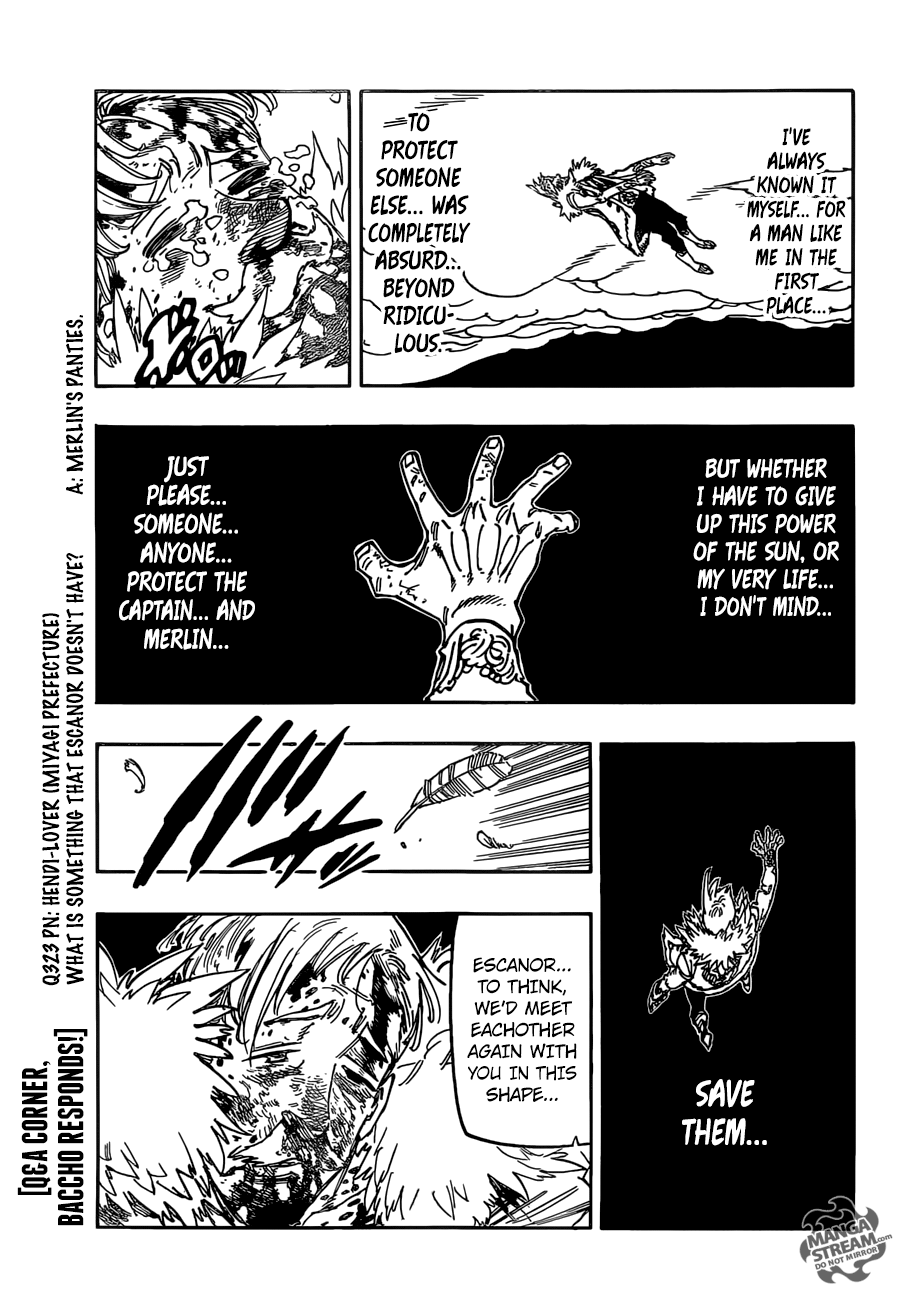 I'VE
ALWAYS
KNOWN IT
MYSELF... FOR
A MAN LIKE
ME IN THE
FIRST
PLACE...
TO
PROTECT
SOMEONE
ELSE... WAS
COMPLETELY
ABSURD...
BEYOND
RIDICU-
LOUS.
ドロ..
BUT WHETHER
I HAVE TO GIVE
UP THIS POWER
OF THE SUN, OR
MY VERY LIFE...
I DON'T MIND...
JUST
PLEASE...
SOMEONE...
ANYONE...
PROTECT THE
CAPTAIN... AND
MERLIN...
SAVE
THEM...
ESCANOR...
TO THINK,
WE'D MEET
EACHOTHER
AGAIN WITH
YOU IN THIS
SHAPE...
[Q&A CORNER,
BACCHO RESPONDS!]
Q323 PN: HENDI-LOVER (MIYAGI PREFECTURE)
WHAT IS SOMETHING THAT ESCANOR DOESN'T HAVE? A: MERLIN'S PANTIES.
MANGA
STREAM.com
DO NOT MIRROR